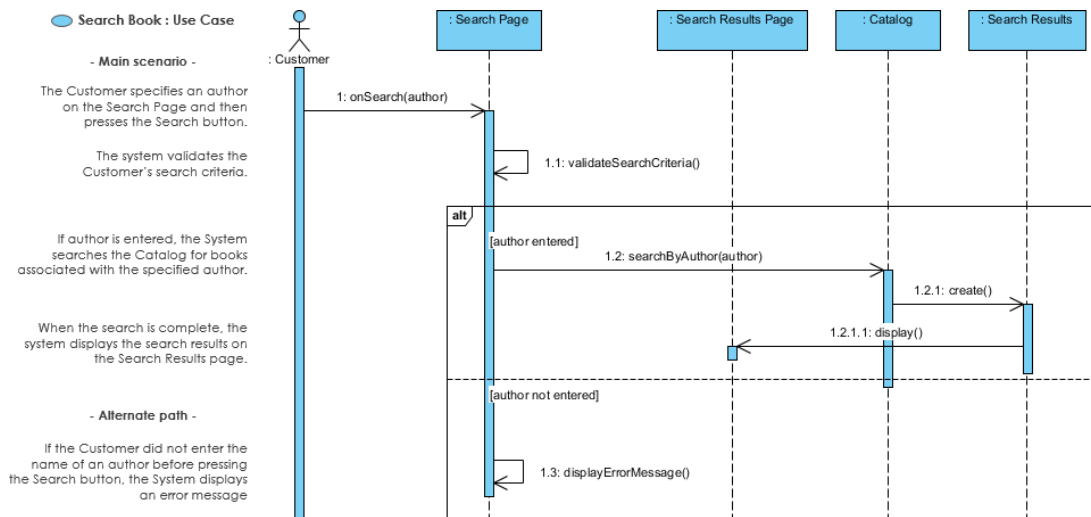 Search Book : Use Case
: Search Page
: Search Results Page
: Catalog
: Search Results
: Customer
- Main scenario -
The Customer specifies an author
on the Search Page and then
presses the Search button.
1: onSearch(author)
The system validates the
Customer's search criteria.
1.1: validateSearchCriteria()
alt
If author is entered, the System
searches the Catalog for books
associated with the specified author.
[author entered]
1.2: searchByAuthor(author)
1.2.1: create()
When the search is complete, the
system displays the search results on
the Search Results page.
1.2.1.1: display()
[author not entered]
- Alternate path -
If the Customer did not enter the
name of an author before pressing
the Search button, the System displays
an error message
1.3: displayErrorMessage()